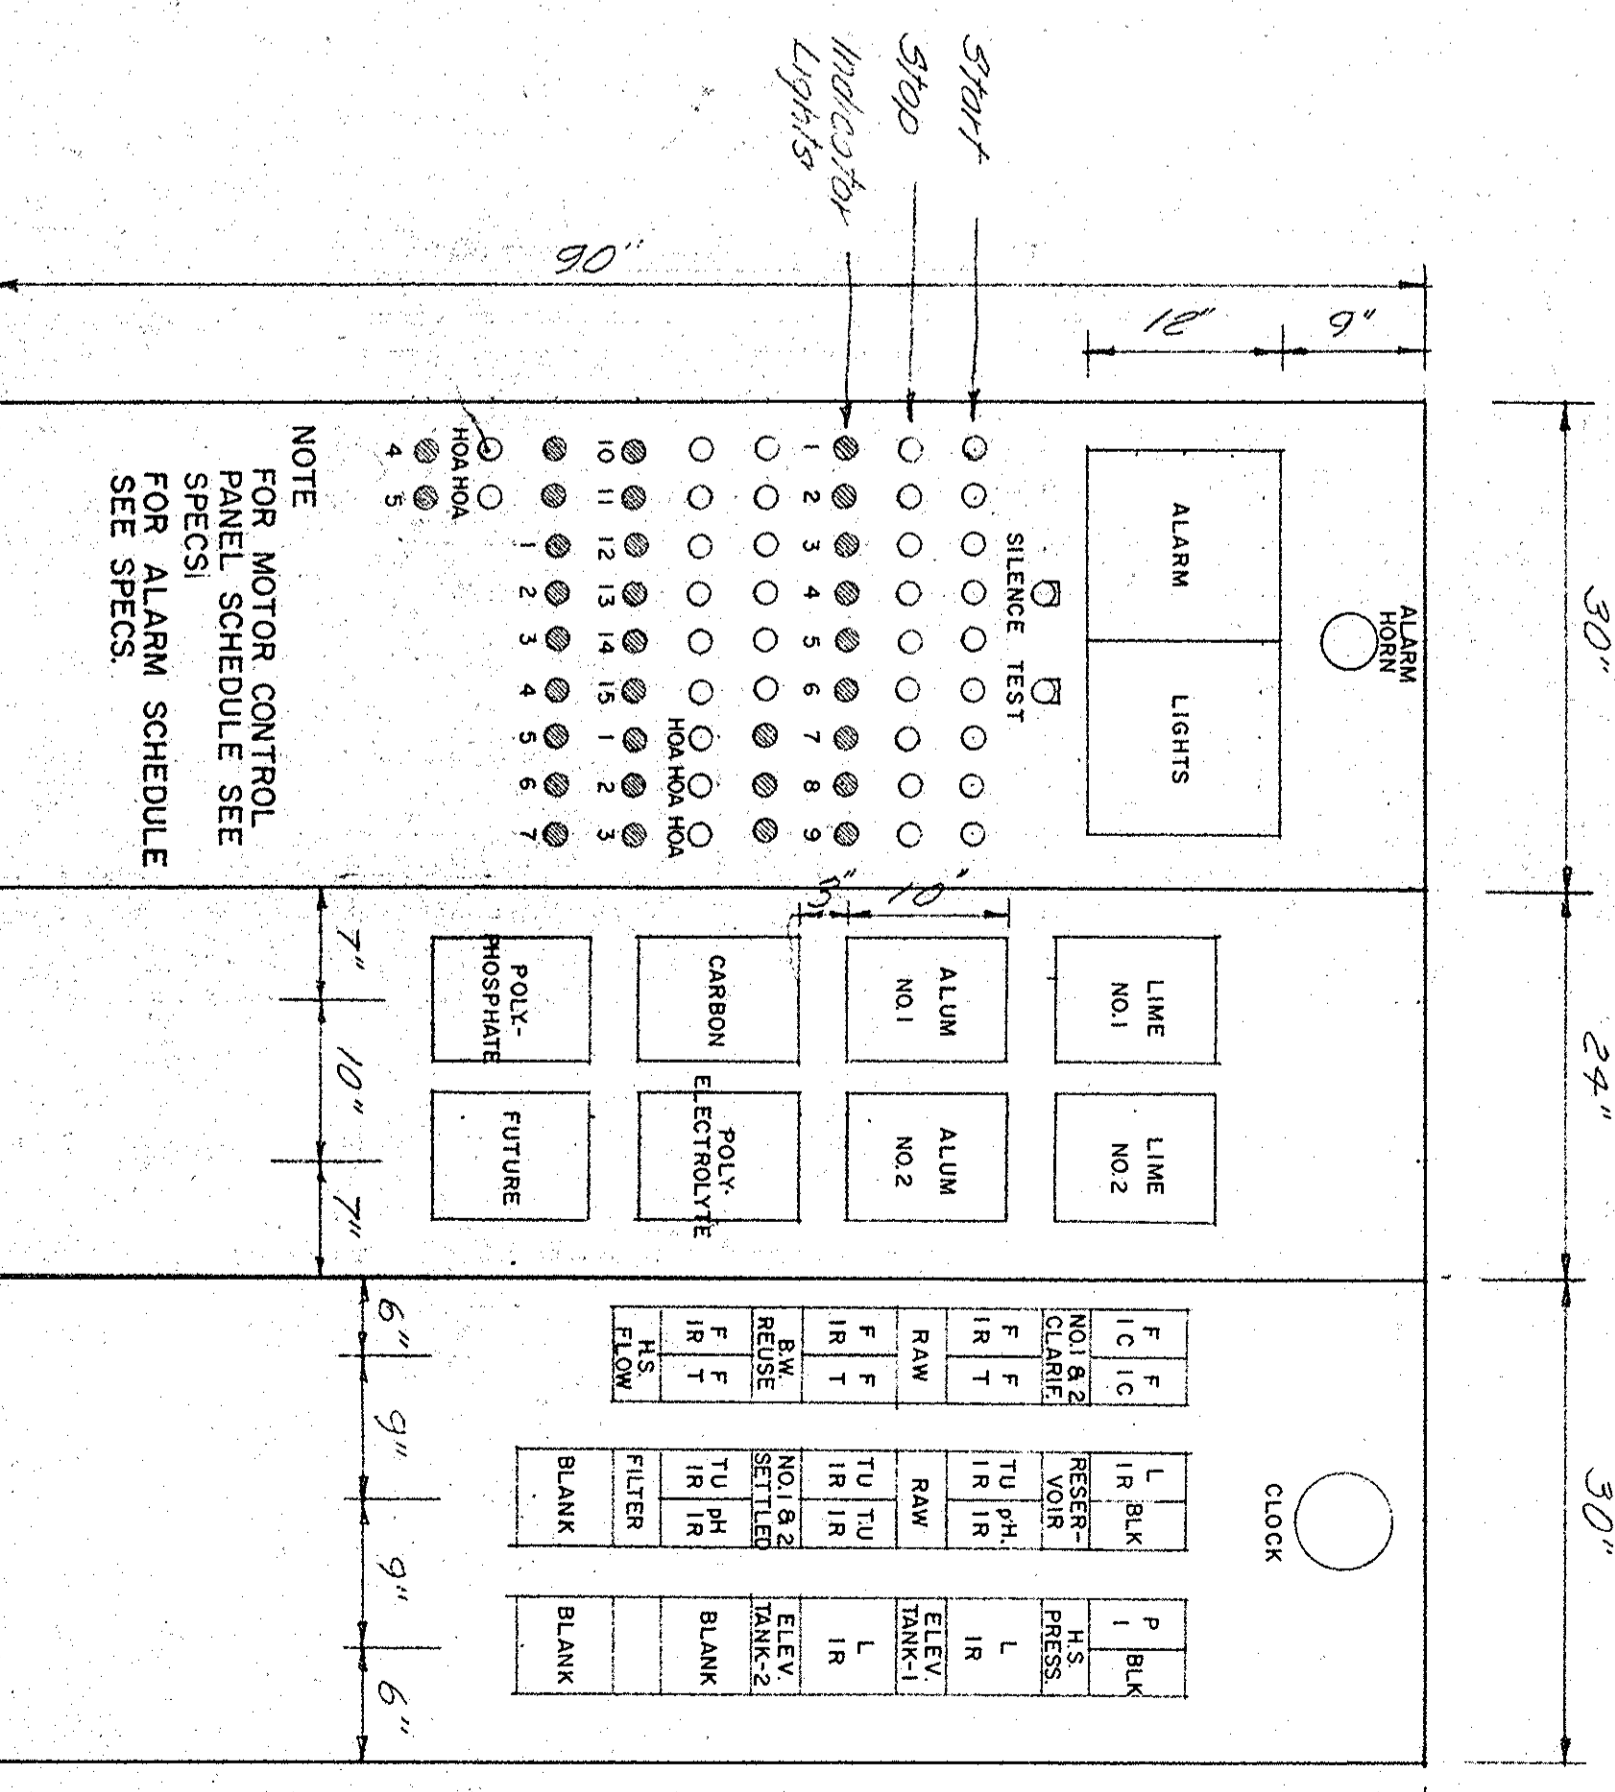 30"
24"
30"
ALARM
HORN
CLOCK
9"
12"
90"
ALARM
LIGHTS
SILENCE TEST
Start
Stop
Indicator
Lights
1 2 3 4 5 6 7 8 9
HOA HOA HOA
10 11 12 13 14 15 1 2 3
1 2 3 4 5 6 7
HOA HOA
4 5
NOTE
FOR MOTOR CONTROL
PANEL SCHEDULE SEE
SPECS
FOR ALARM SCHEDULE
SEE SPECS.
LIME
NO.1
LIME
NO.2
ALUM
NO.1
ALUM
NO.2
10"
3"
CARBON
POLY-
ELECTROLYTE
POLY-
PHOSPHATE
FUTURE
7"
10"
7"
F F
IC IC
NO.1 & 2
CLARIF.
F F
IR T
RAW
F F
IR T
B.W.
REUSE
F F
IR T
H.S.
FLOW
L BLK
IR
RESER-
VOIR
TU pH.
IR IR
RAW
TU TU
IR IR
NO.1 & 2
SETTLED
TU pH
IR IR
FILTER
BLANK
P BLK
I
H.S.
PRESS.
L
IR
ELEV.
TANK-1
L
IR
ELEV.
TANK-2
BLANK
BLANK
6"
9"
9"
6"